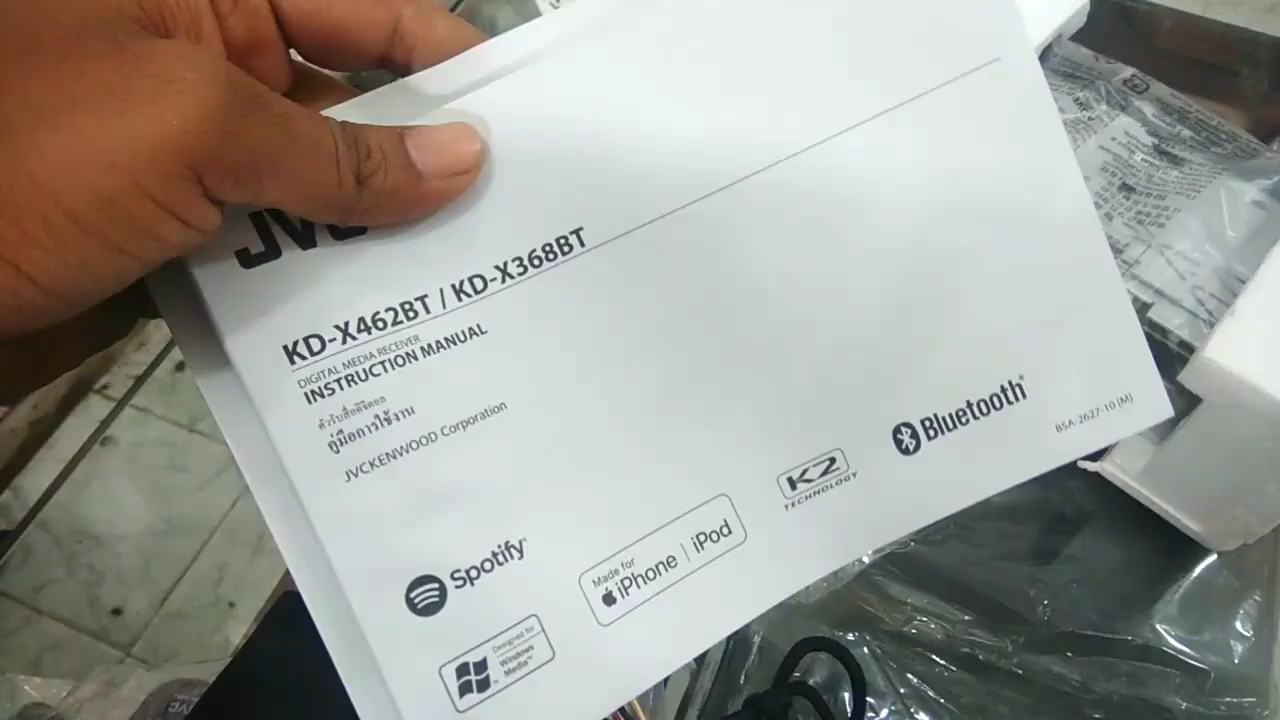 JVC
KD-X462BT / KD-X368BT
DIGITAL MEDIA RECEIVER
INSTRUCTION MANUAL
ตัวรับสื่อดิจิตอล
คู่มือการใช้งาน
JVCKENWOOD Corporation
Spotify®
Made for
iPhone | iPod
K2
TECHNOLOGY
Bluetooth®
B5A-2627-10 (M)
Designed for
Windows
Media™
JVC